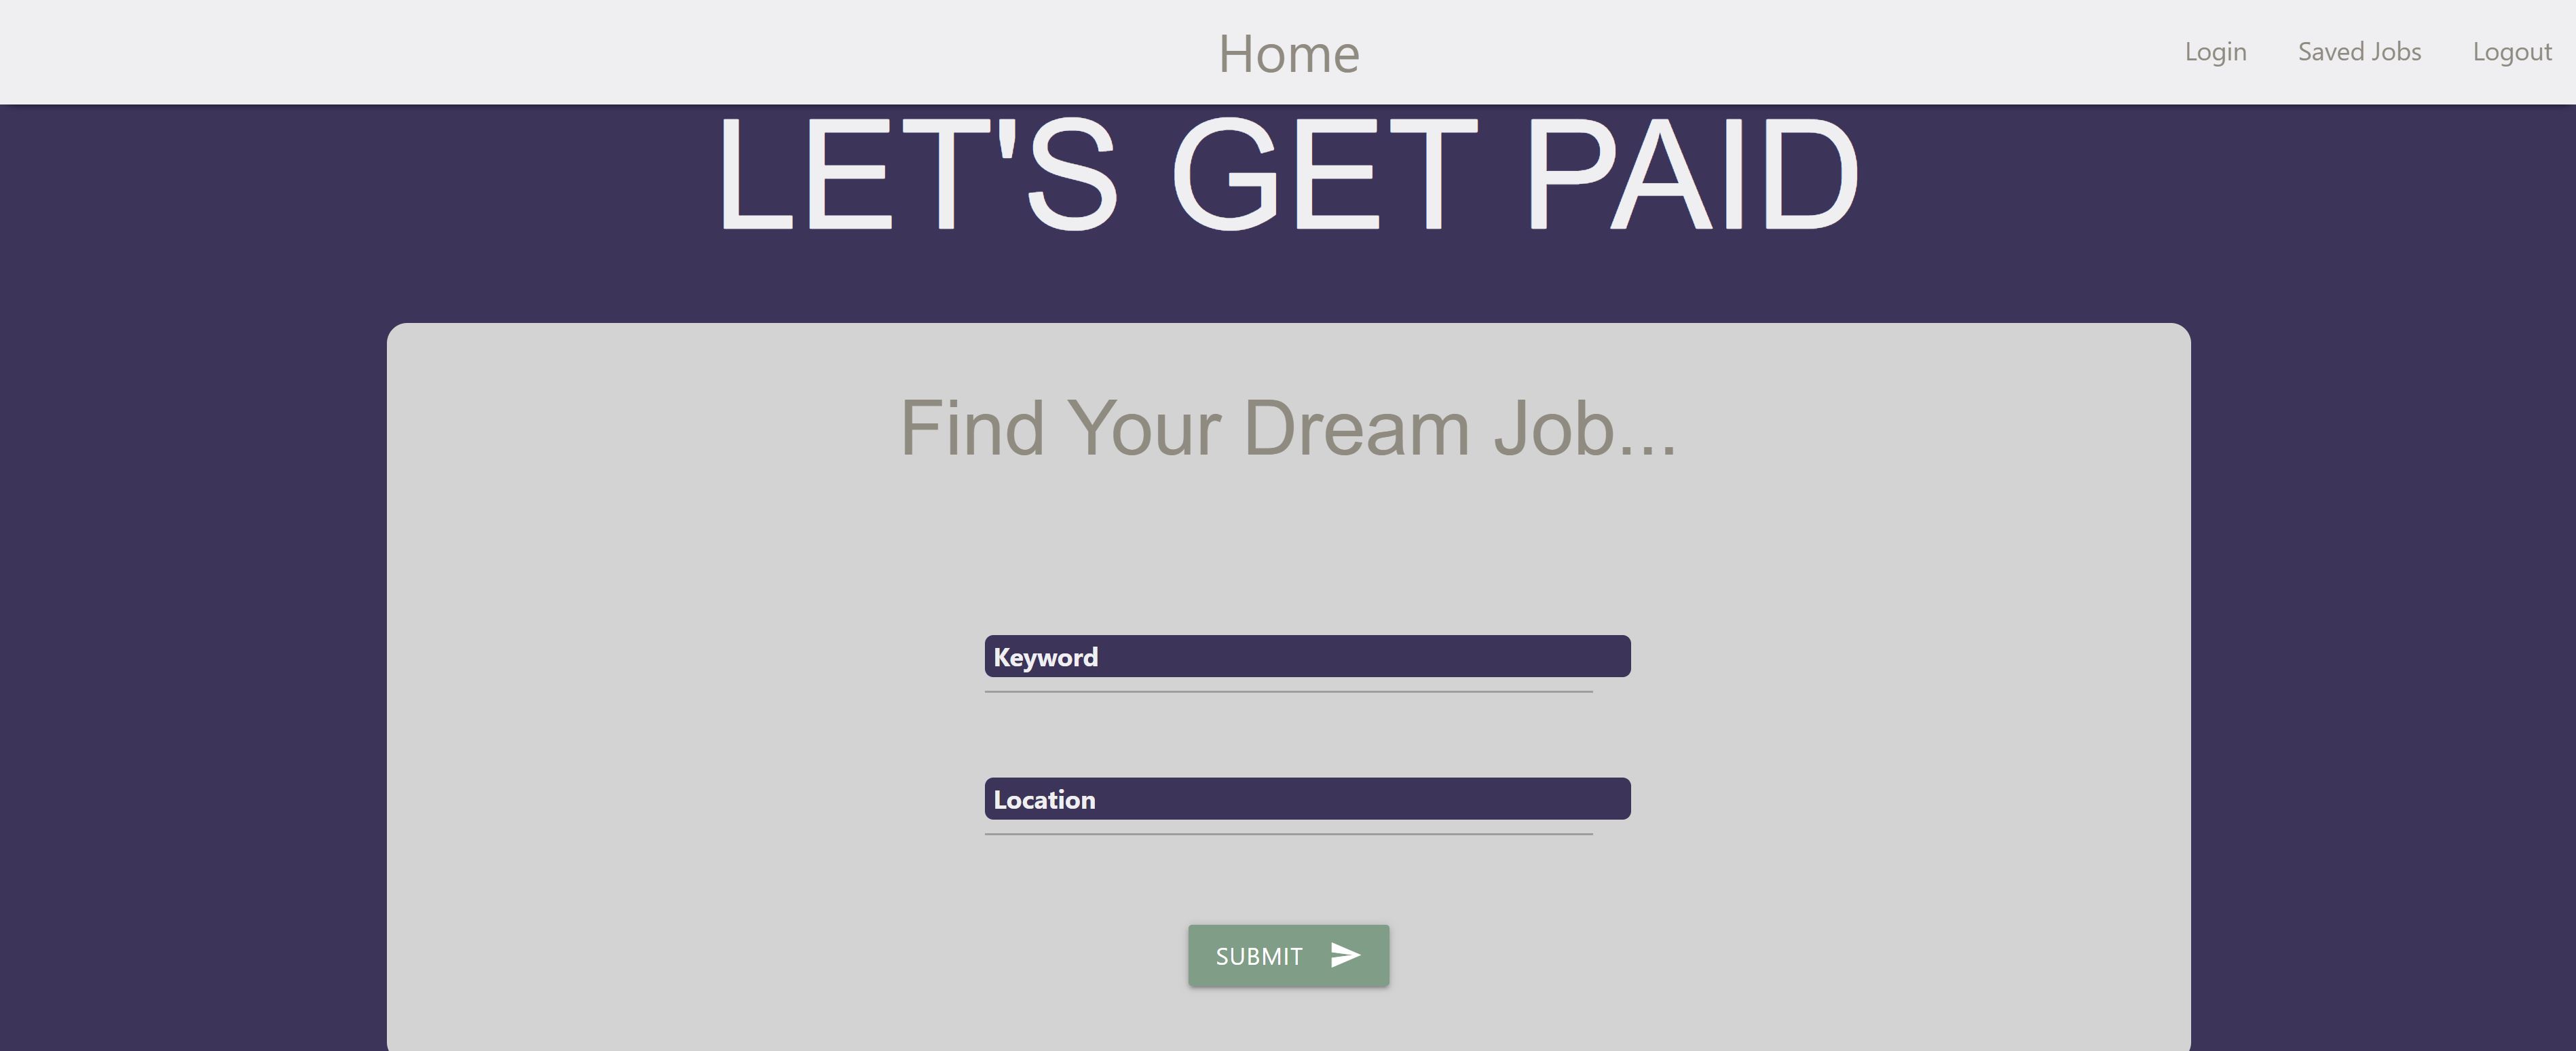 Home
Login Saved Jobs Logout
LET'S GET PAID
Find Your Dream Job...
Keyword
Location
SUBMIT